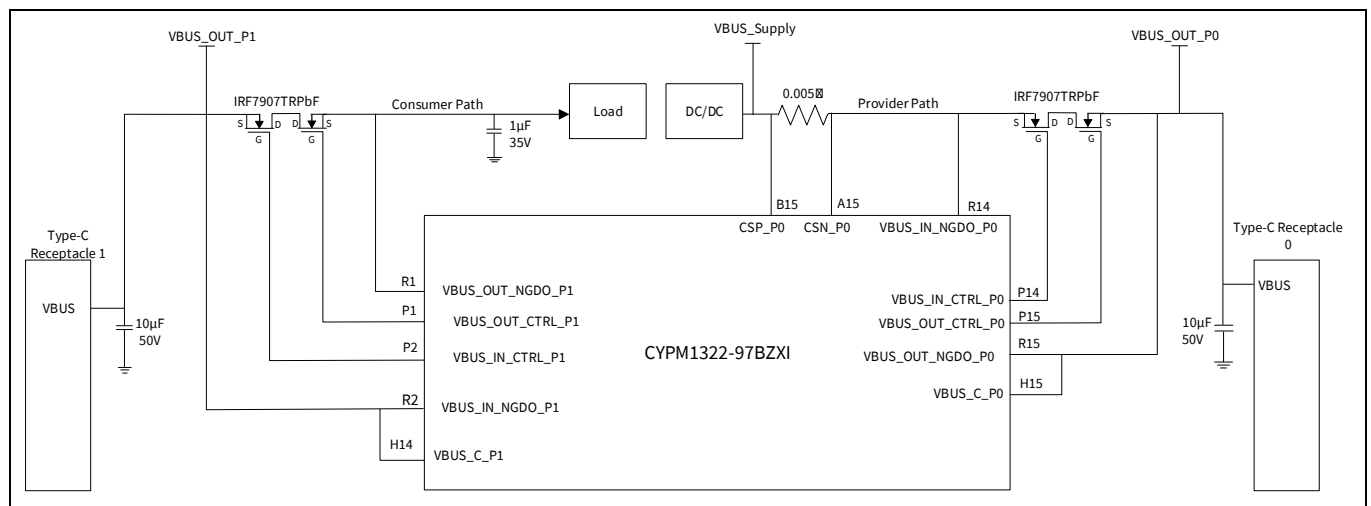 VBUS_OUT_P1
VBUS_Supply
VBUS_OUT_P0
IRF7907TRPbF
Consumer Path
Load
DC/DC
0.005
Provider Path
IRF7907TRPbF
S
D
D
S
G
G
1µF
35V
S
D
D
S
G
G
B15
A15
R14
CSP_P0
CSN_P0
VBUS_IN_NGDO_P0
Type-C
Receptacle 1
VBUS
10µF
50V
R1
VBUS_OUT_NGDO_P1
P1
VBUS_OUT_CTRL_P1
P2
VBUS_IN_CTRL_P1
R2
VBUS_IN_NGDO_P1
H14
VBUS_C_P1
CYPM1322-97BZXI
VBUS_IN_CTRL_P0
P14
VBUS_OUT_CTRL_P0
P15
VBUS_OUT_NGDO_P0
R15
VBUS_C_P0
H15
Type-C Receptacle
0
VBUS
10µF
50V